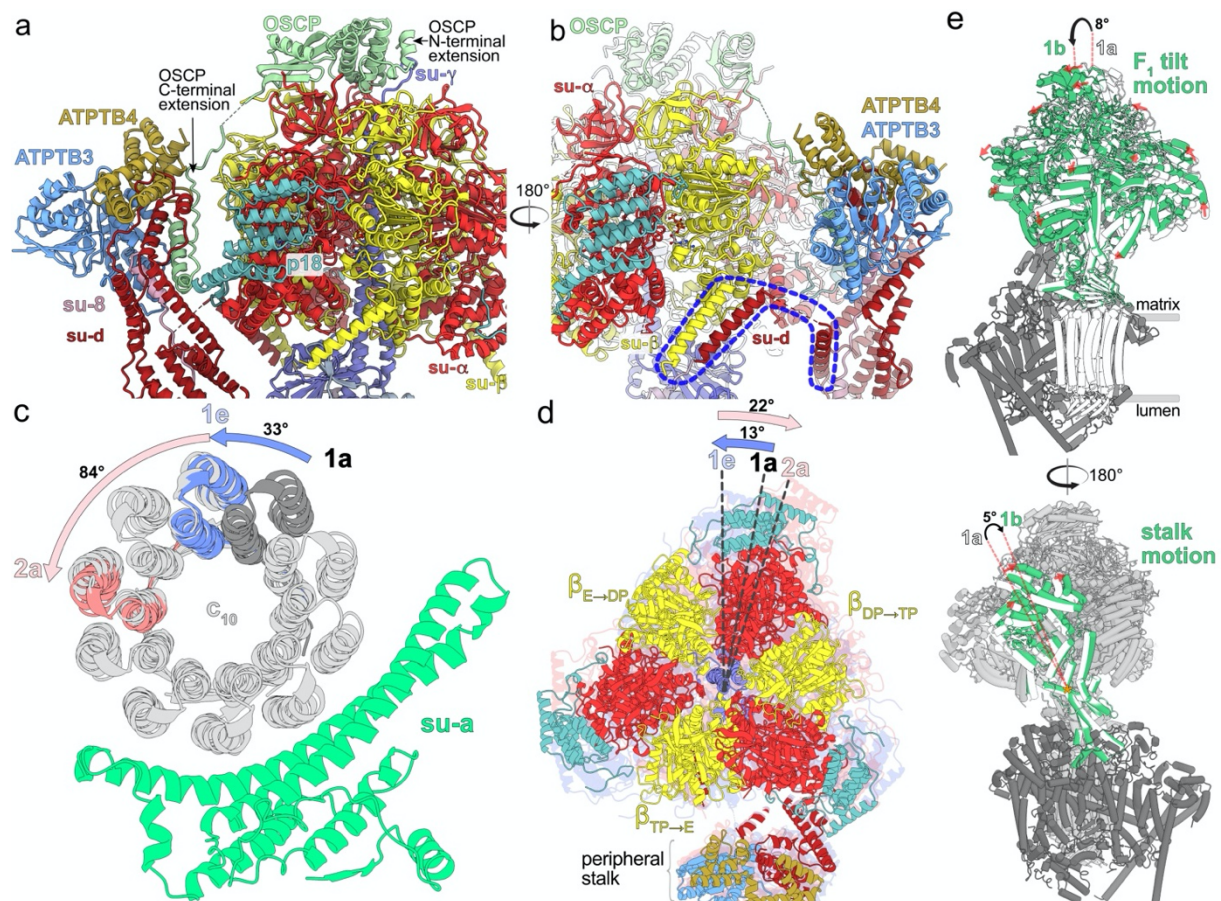 a
OSCP
OSCP
N-terminal
extension
su-γ
OSCP
C-terminal
extension
ATPTB4
ATPTB3
p18
su-8
su-d
su-α
su-β
b
OSCP
su-α
ATPTB4
ATPTB3
180°
su-β
su-d
c
1e
33°
1a
84°
2a
C10
su-a
d
22°
13°
1e
1a
2a
βE→DP
βDP→TP
βTP→E
peripheral
stalk
e
8°
1b
1a
F1 tilt
motion
matrix
lumen
180°
5°
1b
1a
stalk
motion